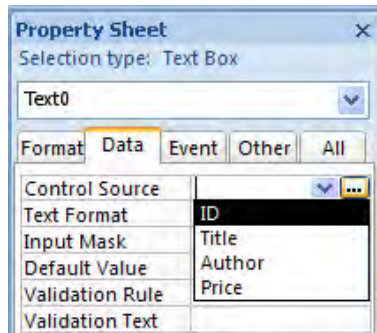 Property Sheet
Selection type: Text Box
Text0
Format Data Event Other All
Control Source
Text Format ID
Input Mask Title
Default Value Author
Validation Rule Price
Validation Text